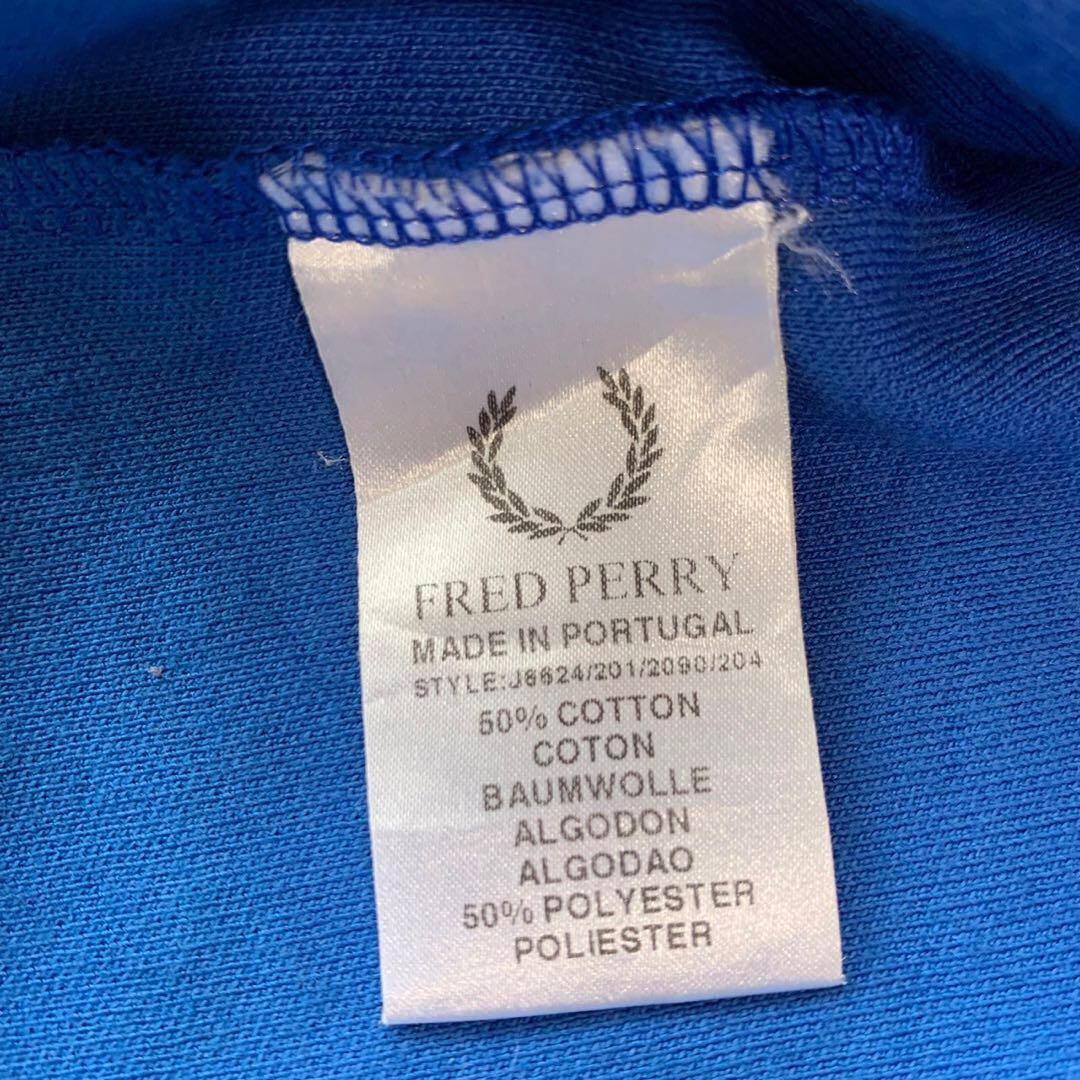 FRED PERRY
MADE IN PORTUGAL
STYLE:J8624/201/2090/204
50% COTTON
COTON
BAUMWOLLE
ALGODON
ALGODAO
50% POLYESTER
POLIESTER